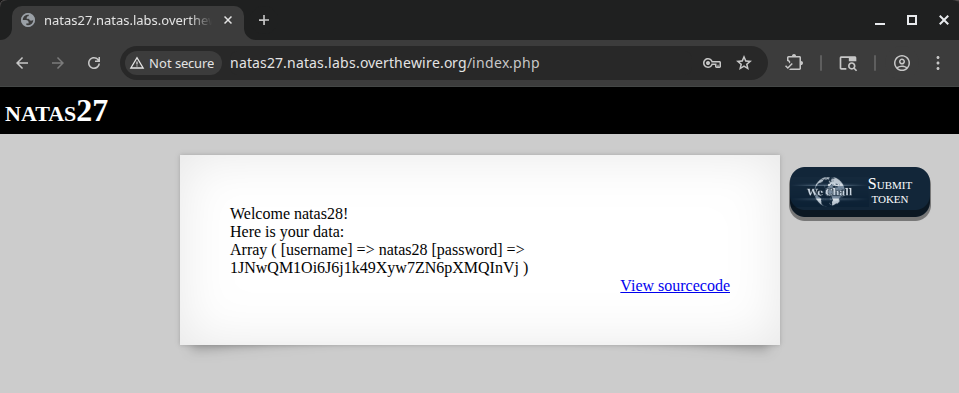 natas27.natas.labs.overthe
Not secure
natas27.natas.labs.overthewire.org/index.php
NATAS27
Welcome natas28!
Here is your data:
Array ( [username] => natas28 [password] =>
1JNwQM1Oi6J6j1k49Xyw7ZN6pXMQInVj )
View sourcecode
We Chall
SUBMIT
TOKEN